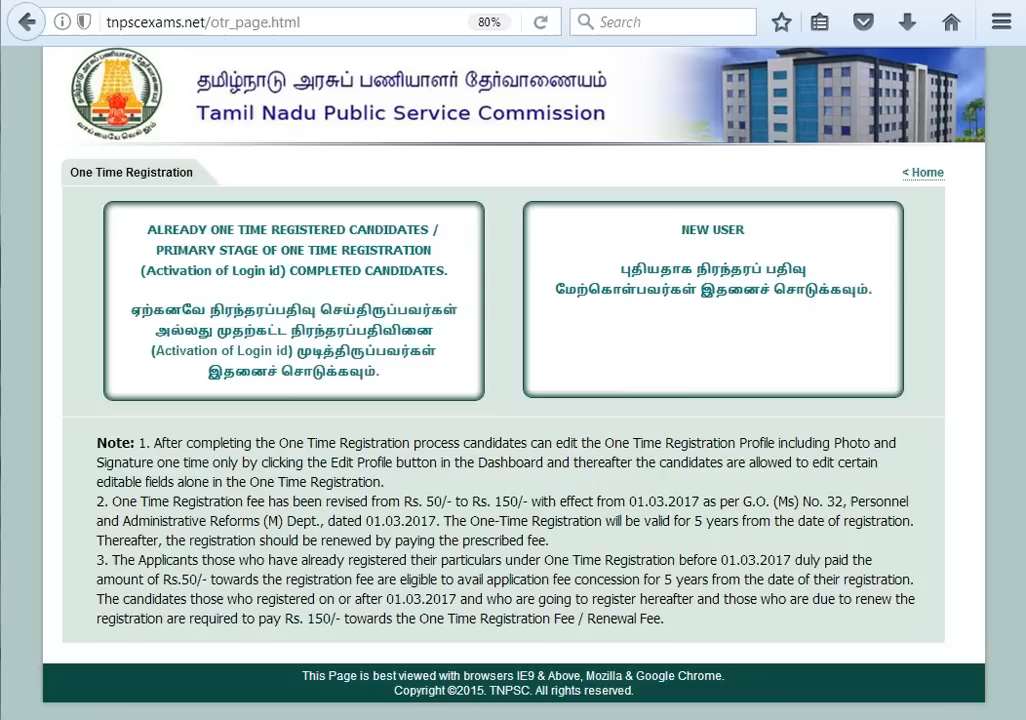 tnpscexams.net/otr_page.html
80%
Search
தமிழ்நாடு அரசுப் பணியாளர் தேர்வாணையம்
Tamil Nadu Public Service Commission
வாய்மையே வெல்லும்
One Time Registration
< Home
ALREADY ONE TIME REGISTERED CANDIDATES /
PRIMARY STAGE OF ONE TIME REGISTRATION
(Activation of Login id) COMPLETED CANDIDATES.
ஏற்கனவே நிரந்தரப்பதிவு செய்திருப்பவர்கள்
அல்லது முதற்கட்ட நிரந்தரப்பதிவினை
(Activation of Login id) முடித்திருப்பவர்கள்
இதனைச் சொடுக்கவும்.
NEW USER
புதியதாக நிரந்தரப் பதிவு
மேற்கொள்பவர்கள் இதனைச் சொடுக்கவும்.
Note: 1. After completing the One Time Registration process candidates can edit the One Time Registration Profile including Photo and
Signature one time only by clicking the Edit Profile button in the Dashboard and thereafter the candidates are allowed to edit certain
editable fields alone in the One Time Registration.
2. One Time Registration fee has been revised from Rs. 50/- to Rs. 150/- with effect from 01.03.2017 as per G.O. (Ms) No. 32, Personnel
and Administrative Reforms (M) Dept., dated 01.03.2017. The One-Time Registration will be valid for 5 years from the date of registration.
Thereafter, the registration should be renewed by paying the prescribed fee.
3. The Applicants those who have already registered their particulars under One Time Registration before 01.03.2017 duly paid the
amount of Rs.50/- towards the registration fee are eligible to avail application fee concession for 5 years from the date of their registration.
The candidates those who registered on or after 01.03.2017 and who are going to register hereafter and those who are due to renew the
registration are required to pay Rs. 150/- towards the One Time Registration Fee / Renewal Fee.
This Page is best viewed with browsers IE9 & Above, Mozilla & Google Chrome.
Copyright ©2015. TNPSC. All rights reserved.